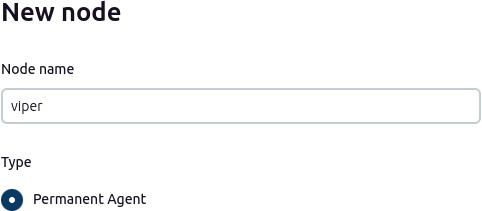 New node
Node name
viper
Type
Permanent Agent